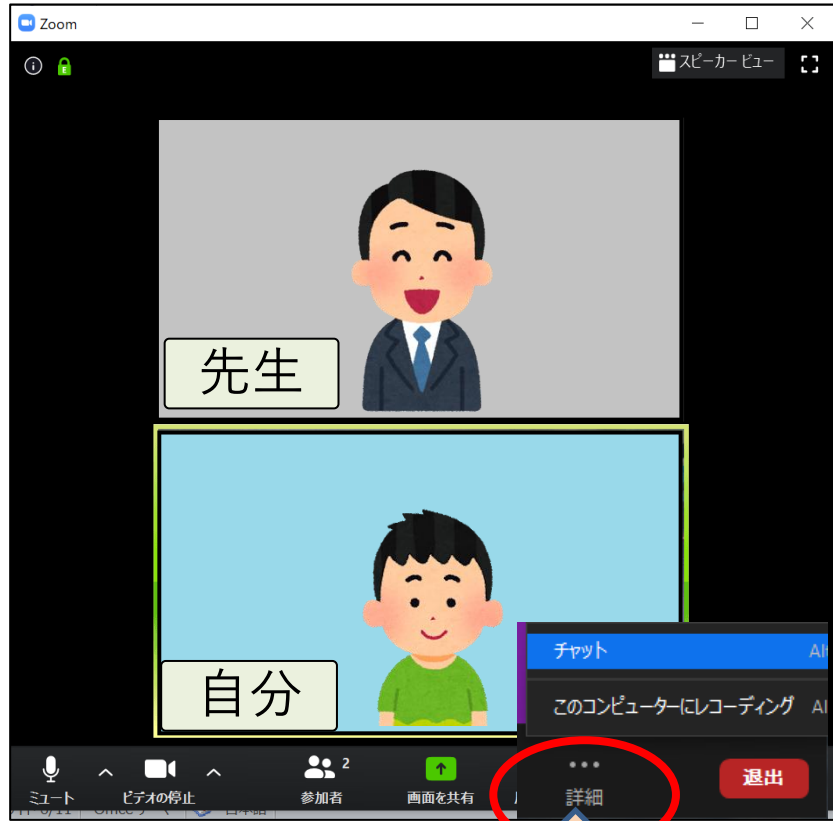 Zoom
スピーカー ビュー
先生
自分
チャット
このコンピューターにレコーディング
ミュート
ビデオの停止
参加者
2
画面を共有
詳細
退出
日本語